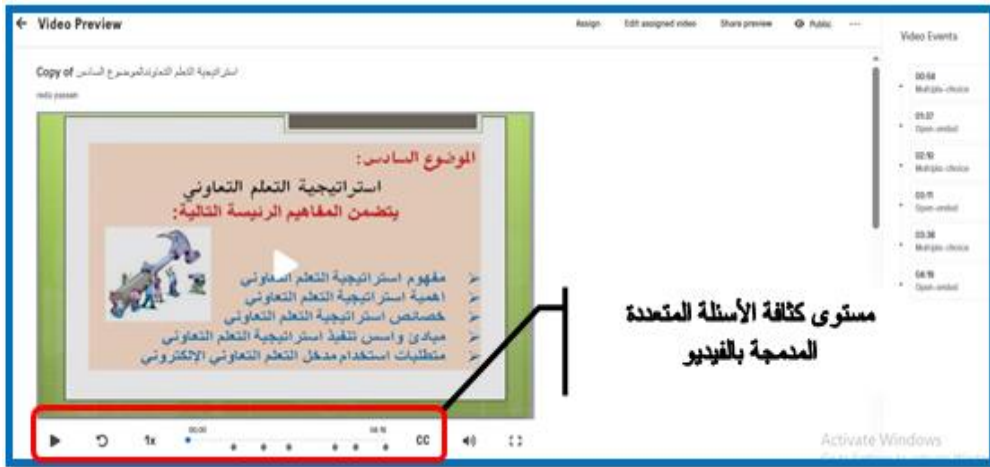 ← Video Preview
Assign Edit assigned video Share preview Public ...
Video Events
Copy of استراتيجية التعلم التعاونيالموضوع السادس
00:54
Multiple-choice
01:37
Open-ended
02:10
Multiple-choice
03:11
Open-ended
03:38
Multiple-choice
04:16
Open-ended
الموضوع السادس:
استراتيجية التعلم التعاوني
يتضمن المفاهيم الرئيسة التالية:
مفهوم استراتيجية التعلم التعاوني
اهمية استراتيجية التعلم التعاوني
خصائص استراتيجية التعلم التعاوني
مبادئ واسس تنفيذ استراتيجية التعلم التعاوني
متطلبات استخدام مدخل التعلم التعاوني الإلكتروني
مستوى كثافة الأسئلة المتعددة
المدمجة بالفيديو
1x 00:00 04:16 CC
Activate Windows